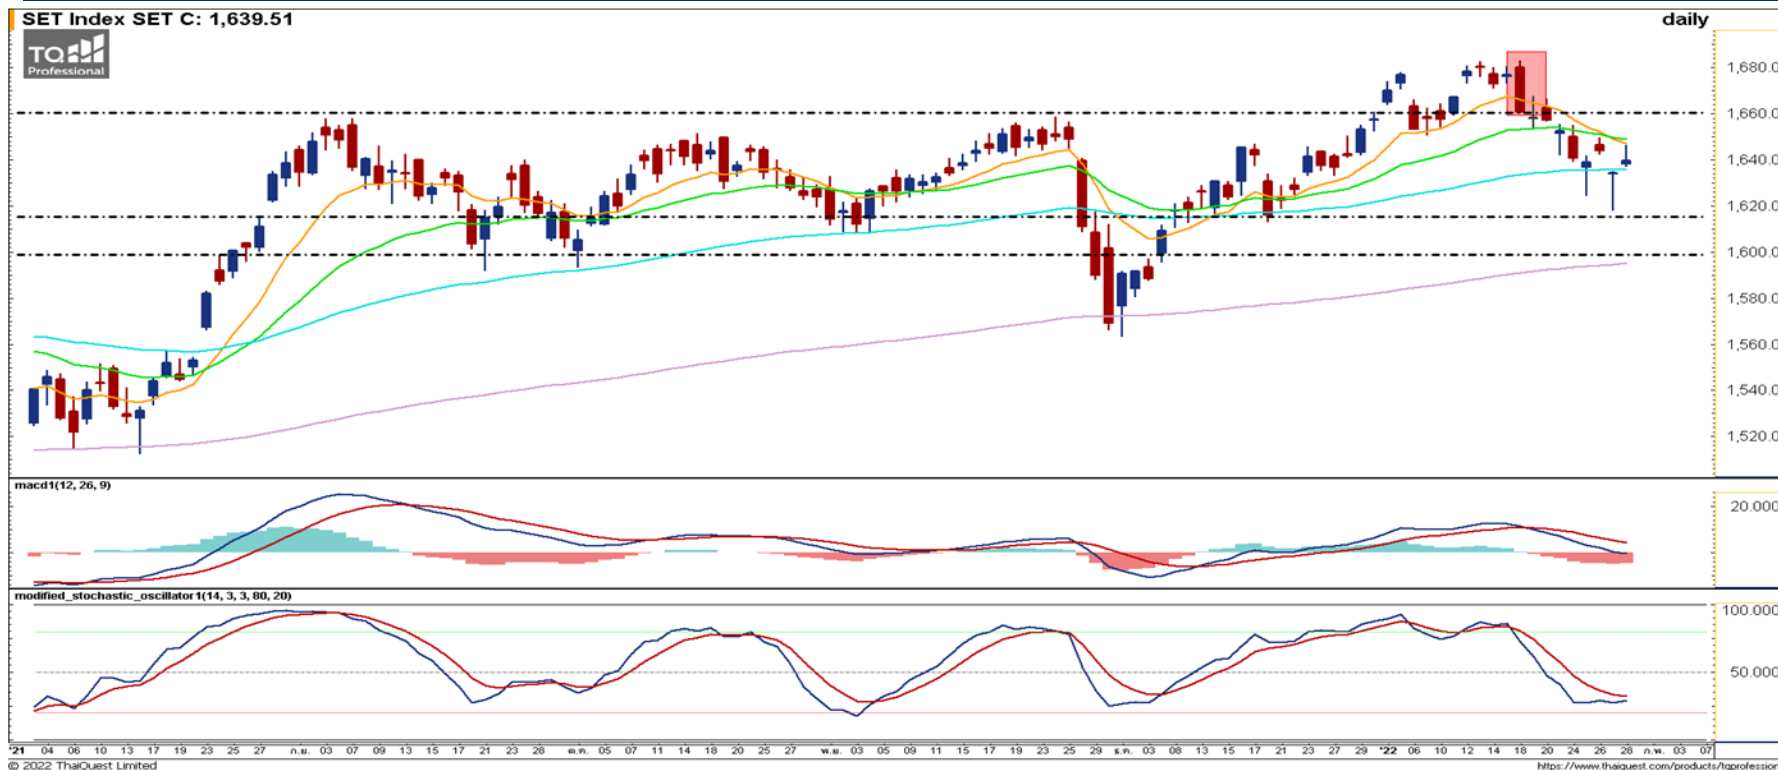 SET Index SET C: 1,639.51
daily
TQ
Professional
1,680.0
1,660.0
1,640.0
1,620.0
1,600.0
1,580.0
1,560.0
1,540.0
1,520.0
macd1(12, 26, 9)
20.000
modified_stochastic_oscillator1(14, 3, 3, 80, 20)
100.000
50.000
'21 04 06 10 13 17 19 23 25 27 ก.ย. 03 07 09 13 15 17 21 23 28 ต.ค. 05 07 11 14 18 20 25 27 พ.ย. 03 05 09 11 15 17 19 23 25 ธ.ค. 03 08 13 15 17 21 23 27 29 '22 06 10 12 14 18 20 24 26 28 ก.พ. 03 07
© 2022 ThaiQuest Limited
https://www.thaiquest.com/products/tqprofession